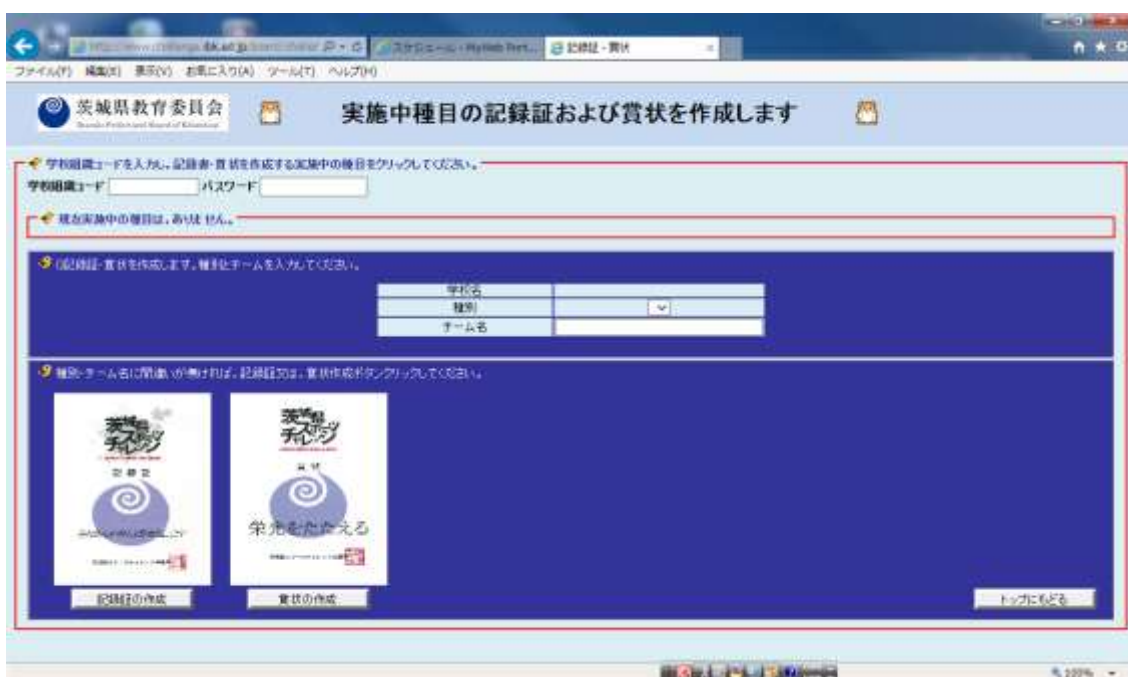 記録証 - 賞状
ファイル(F) 編集(E) 表示(V) お気に入り(A) ツール(T) ヘルプ(H)
茨城県教育委員会
実施中種目の記録証および賞状を作成します
学校組織コードを入力し、記録書・賞状を作成する実施中の種目をクリックしてください。
学校組織コード パスワード
現在実施中の種目は、ありません。
記録証・賞状を作成します。種別とチームを入力してください。
学校名
種別
チーム名
種別・チーム名に間違いが無ければ、記録証又は、賞状作成ボタンクリックしてください。
茨城県 茨城県
スポーツ スポーツ
チャレンジ チャレンジ
記録証 賞状
栄光をたたえる
記録証の作成 賞状の作成 トップにもどる
100%